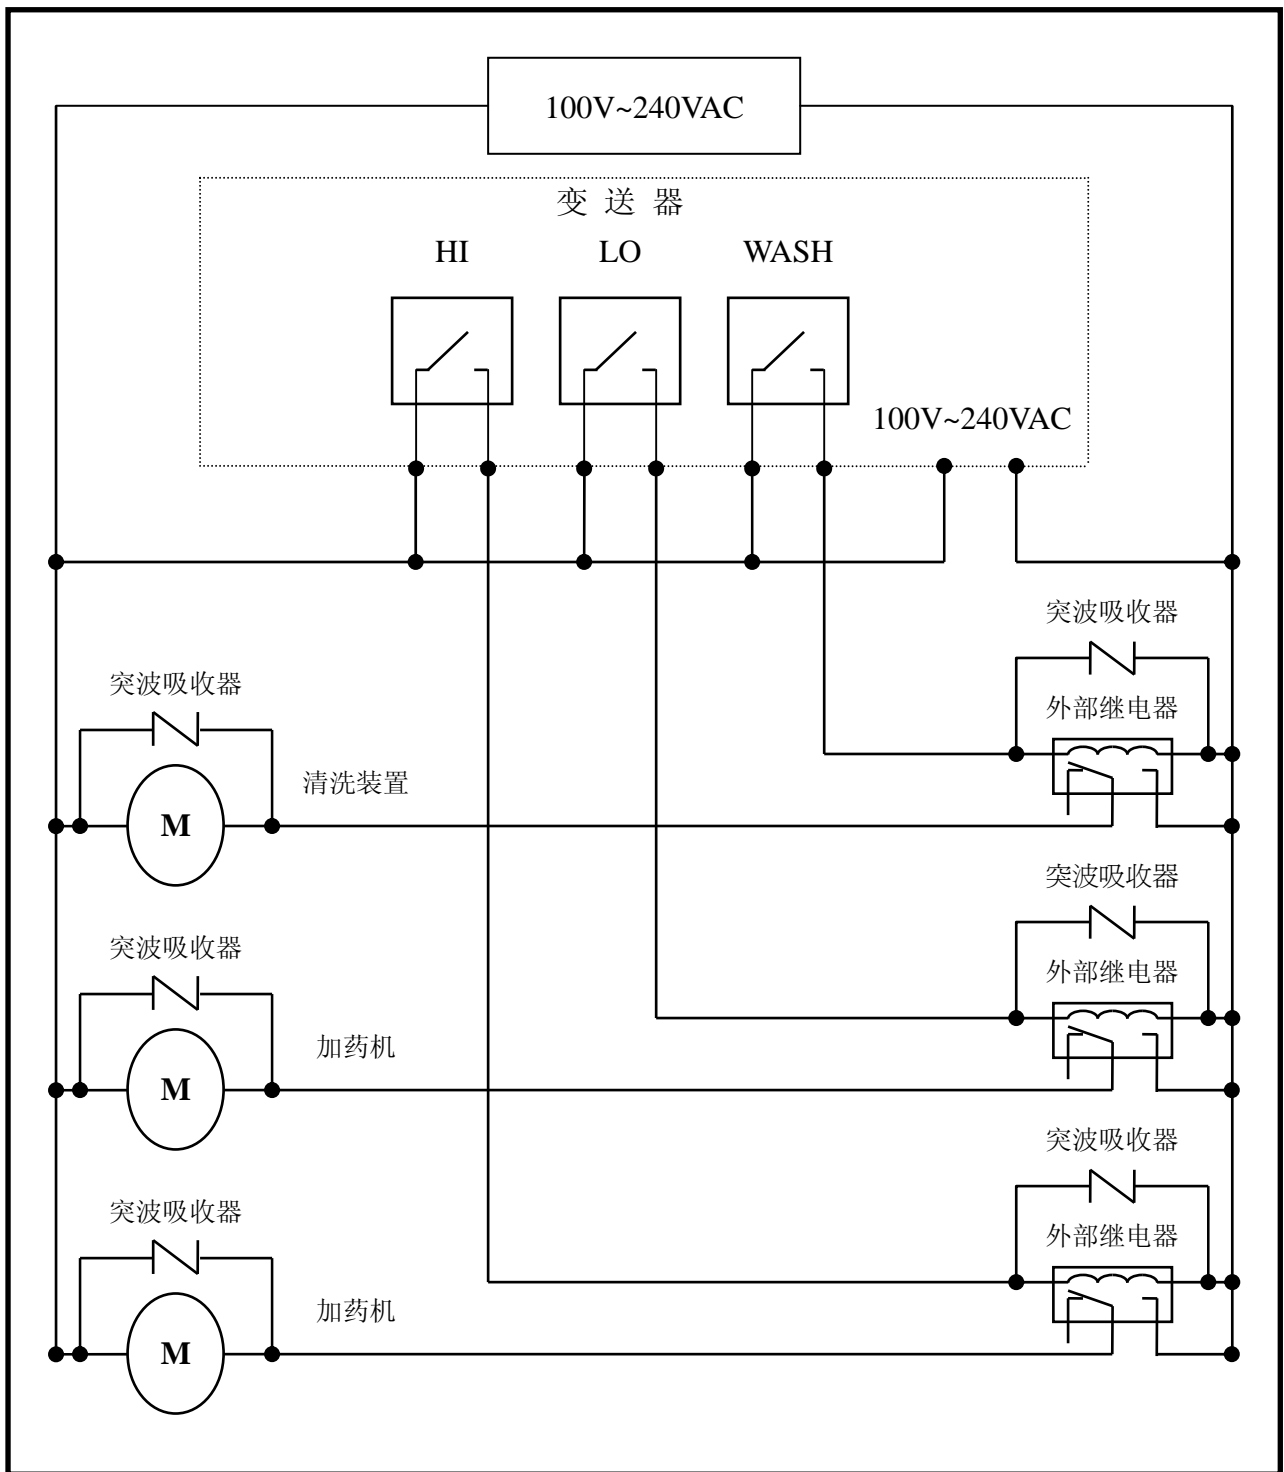 100V~240VAC
变 送 器
HI LO WASH
100V~240VAC
突波吸收器
外部继电器
突波吸收器
清洗装置
M
突波吸收器
外部继电器
突波吸收器
加药机
M
突波吸收器
外部继电器
突波吸收器
加药机
M